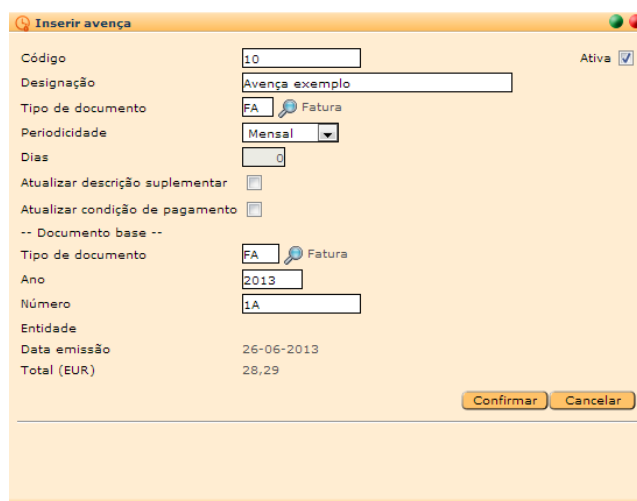 Inserir avença
Código 10 Ativa
Designação Avença exemplo
Tipo de documento FA Fatura
Periodicidade Mensal
Dias 0
Atualizar descrição suplementar
Atualizar condição de pagamento
-- Documento base --
Tipo de documento FA Fatura
Ano 2013
Número 1A
Entidade
Data emissão 26-06-2013
Total (EUR) 28,29
Confirmar Cancelar